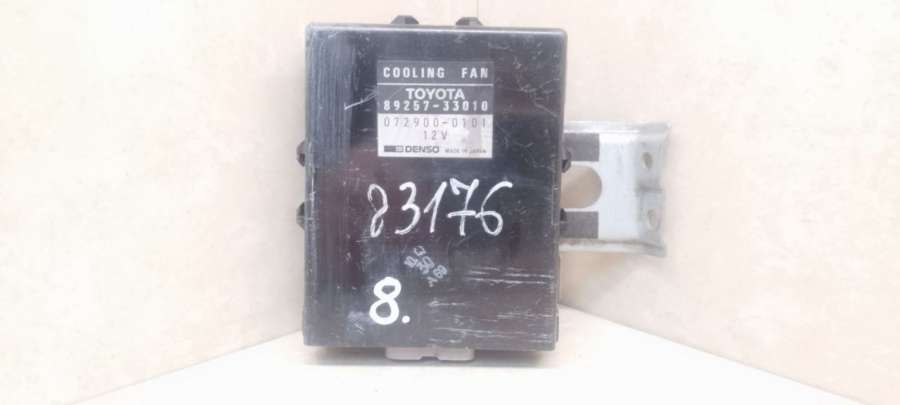 COOLING FAN
TOYOTA
89257-33010
072900-0101
12V
DENSO MADE IN JAPAN
83176
8.